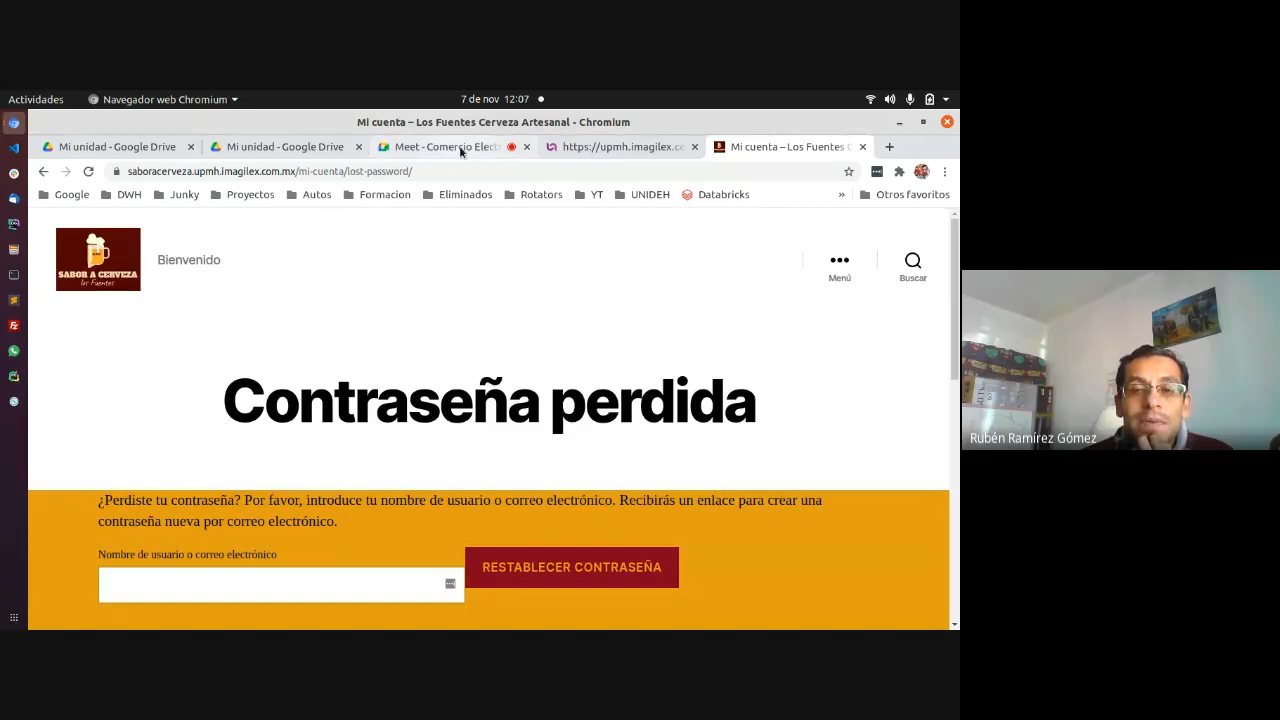 Actividades
Navegador web Chromium
7 de nov 12:07
Mi cuenta – Los Fuentes Cerveza Artesanal - Chromium
Mi unidad - Google Drive
Mi unidad - Google Drive
Meet - Comercio Elect
https://upmh.imagilex.co
Mi cuenta – Los Fuentes C
saboracerveza.upmh.imagilex.com.mx/mi-cuenta/lost-password/
Google
DWH
Junky
Proyectos
Autos
Formacion
Eliminados
Rotators
YT
UNIDEH
Databricks
»
Otros favoritos
SABOR A CERVEZA
los Fuentes
Bienvenido
Menú
Buscar
Contraseña perdida
¿Perdiste tu contraseña? Por favor, introduce tu nombre de usuario o correo electrónico. Recibirás un enlace para crear una
contraseña nueva por correo electrónico.
Nombre de usuario o correo electrónico
RESTABLECER CONTRASEÑA
Rubén Ramírez Gómez